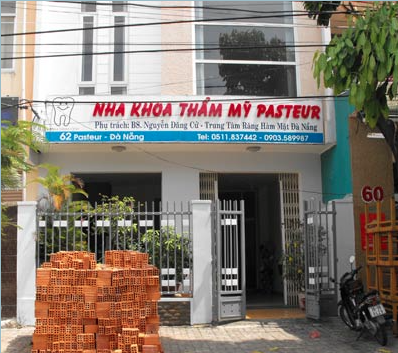 NHA KHOA THẨM MỸ PASTEUR
Phụ trách: BS. Nguyễn Đăng Cử - Trung Tâm Răng Hàm Mặt Đà Nẵng
62 Pasteur - Đà Nẵng Tel: 0511.837442 - 0903.589987
60